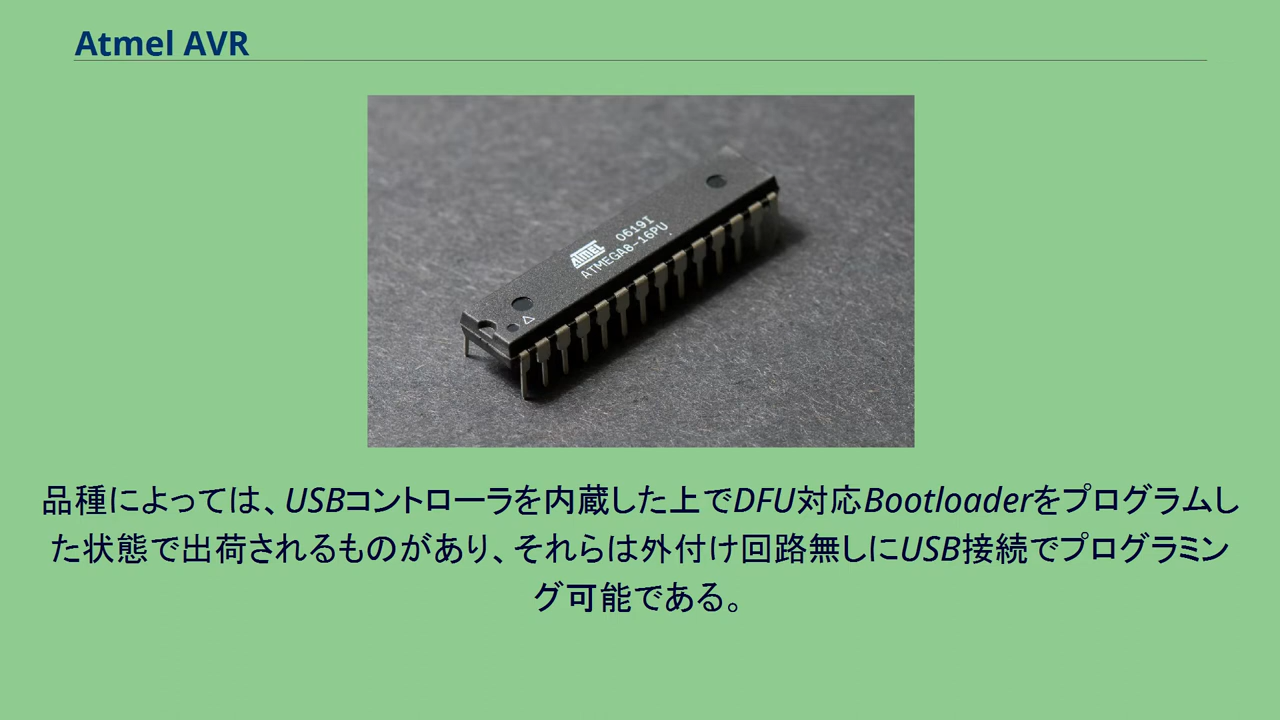 Atmel AVR
ATMEL 0619I
ATMEGA8-16PU
品種によっては、USBコントローラを内蔵した上でDFU対応Bootloaderをプログラムし
た状態で出荷されるものがあり、それらは外付け回路無しにUSB接続でプログラミン
グ可能である。